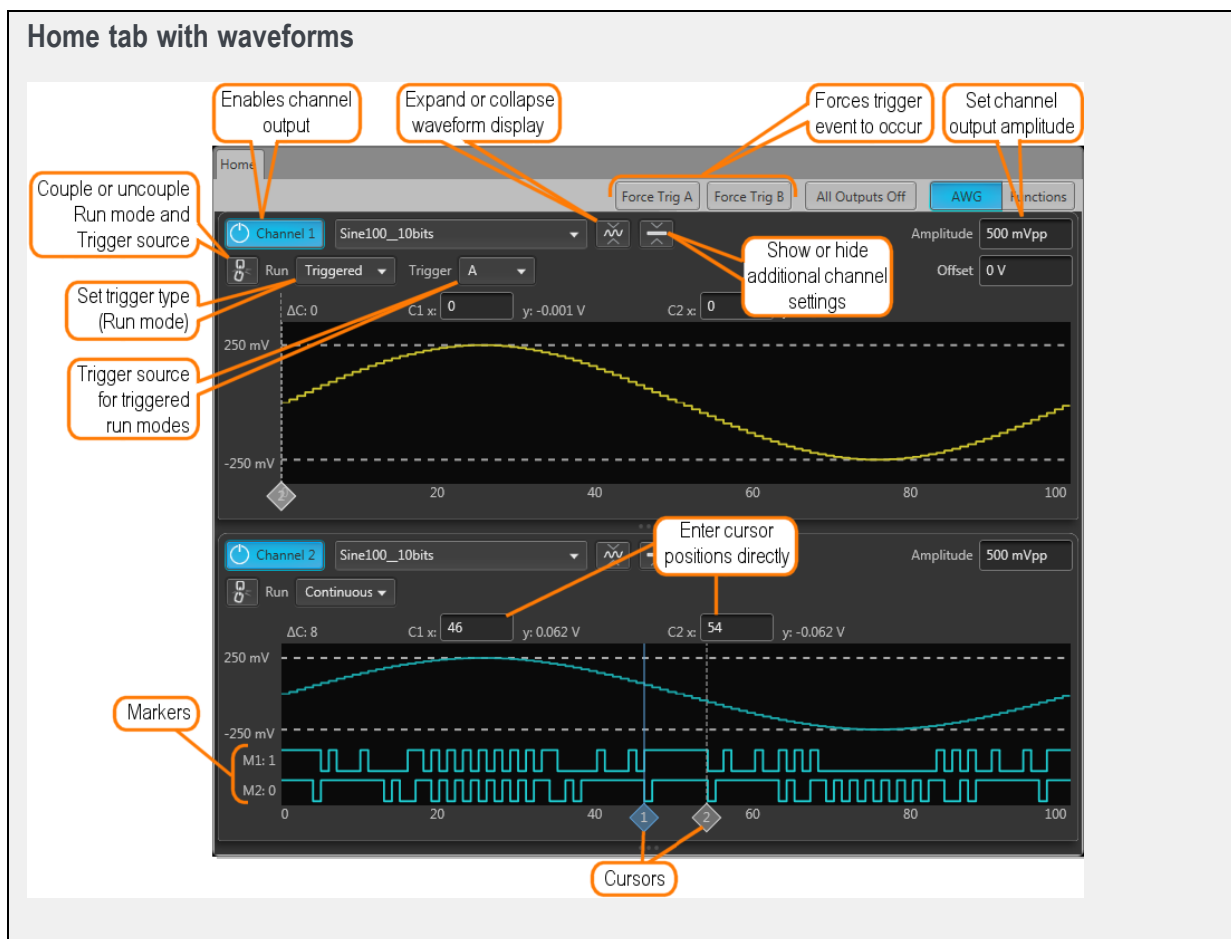 Home tab with waveforms
Enables channel
output
Expand or collapse
waveform display
Forces trigger
event to occur
Set channel
output amplitude
Home
Couple or uncouple
Run mode and
Trigger source
Force Trig A
Force Trig B
All Outputs Off
AWG
Functions
Channel 1
Sine100__10bits
Amplitude
500 mVpp
Show or hide
additional channel
settings
Run
Triggered
Trigger
A
Offset
0 V
Set trigger type
(Run mode)
ΔC: 0
C1 x:
0
y: -0.001 V
C2 x:
0
250 mV
Trigger source
for triggered
run modes
-250 mV
2
20
40
60
80
100
Enter cursor
positions directly
Channel 2
Sine100__10bits
Amplitude
500 mVpp
Run
Continuous
ΔC: 8
C1 x:
46
y: 0.062 V
C2 x:
54
y: -0.062 V
250 mV
Markers
-250 mV
M1: 1
M2: 0
0
20
40
1
2
60
80
100
Cursors